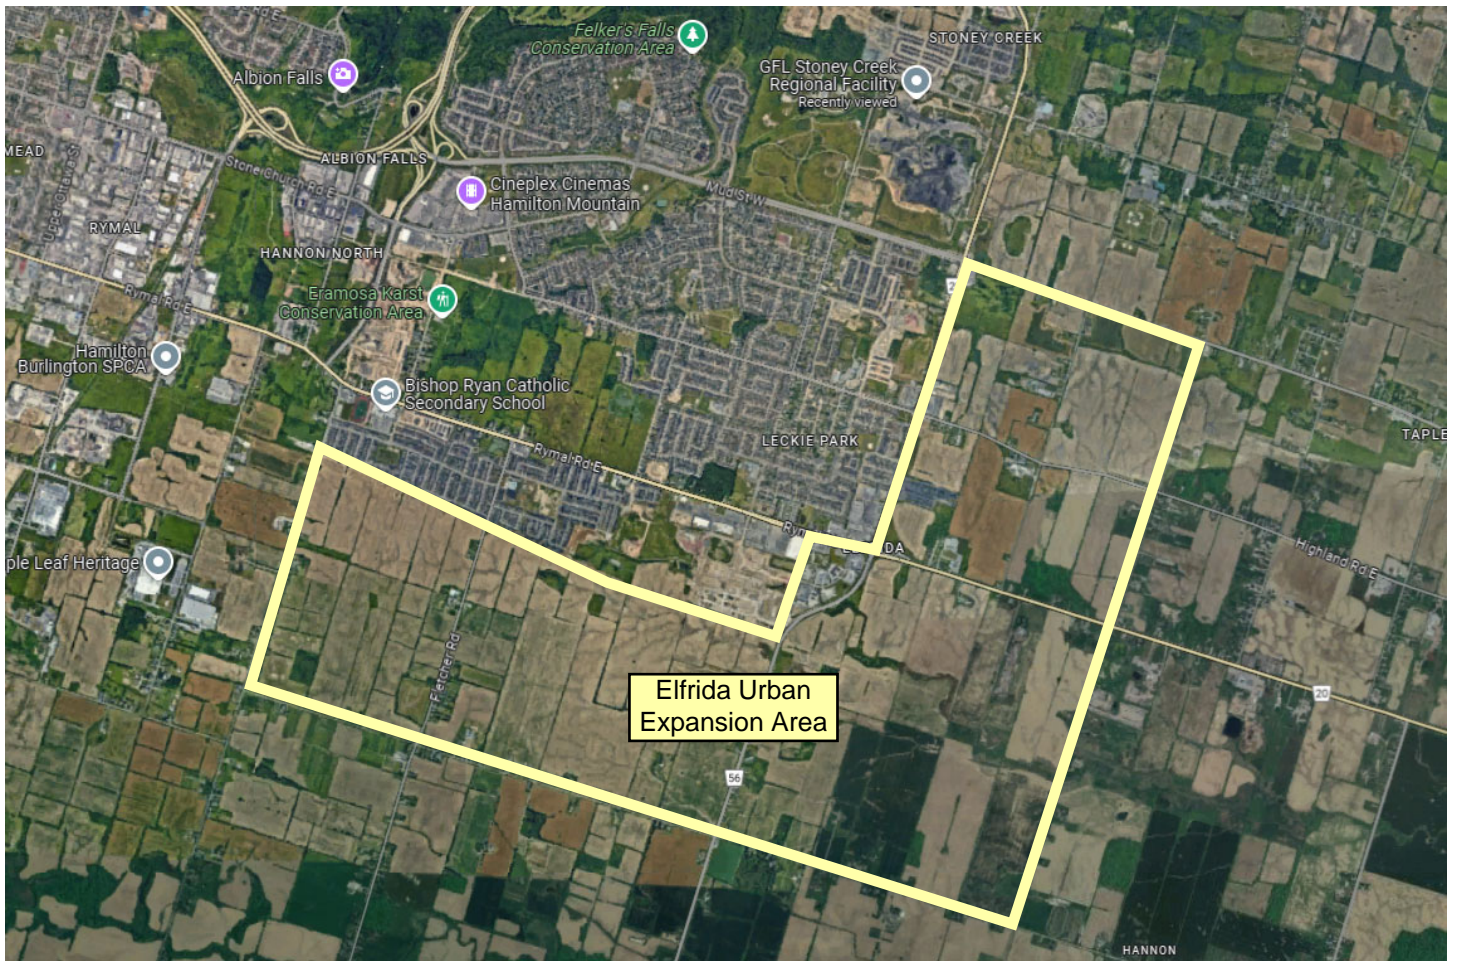 Felker's Falls
Conservation Area
STONEY CREEK
GFL Stoney Creek
Regional Facility
Recently viewed
Albion Falls
MEAD
Upper Ottawa St
ALBION FALLS
Stone Church Rd E
Cineplex Cinemas
Hamilton Mountain
Mud St W
RYMAL
HANNON NORTH
Rymal Rd E
Eramosa Karst
Conservation Area
Hamilton
Burlington SPCA
Bishop Ryan Catholic
Secondary School
LECKIE PARK
TAPLE
Rymal Rd E
Highland Rd E
ple Leaf Heritage
Fletcher Rd
Elfrida Urban
Expansion Area
20
56
HANNON